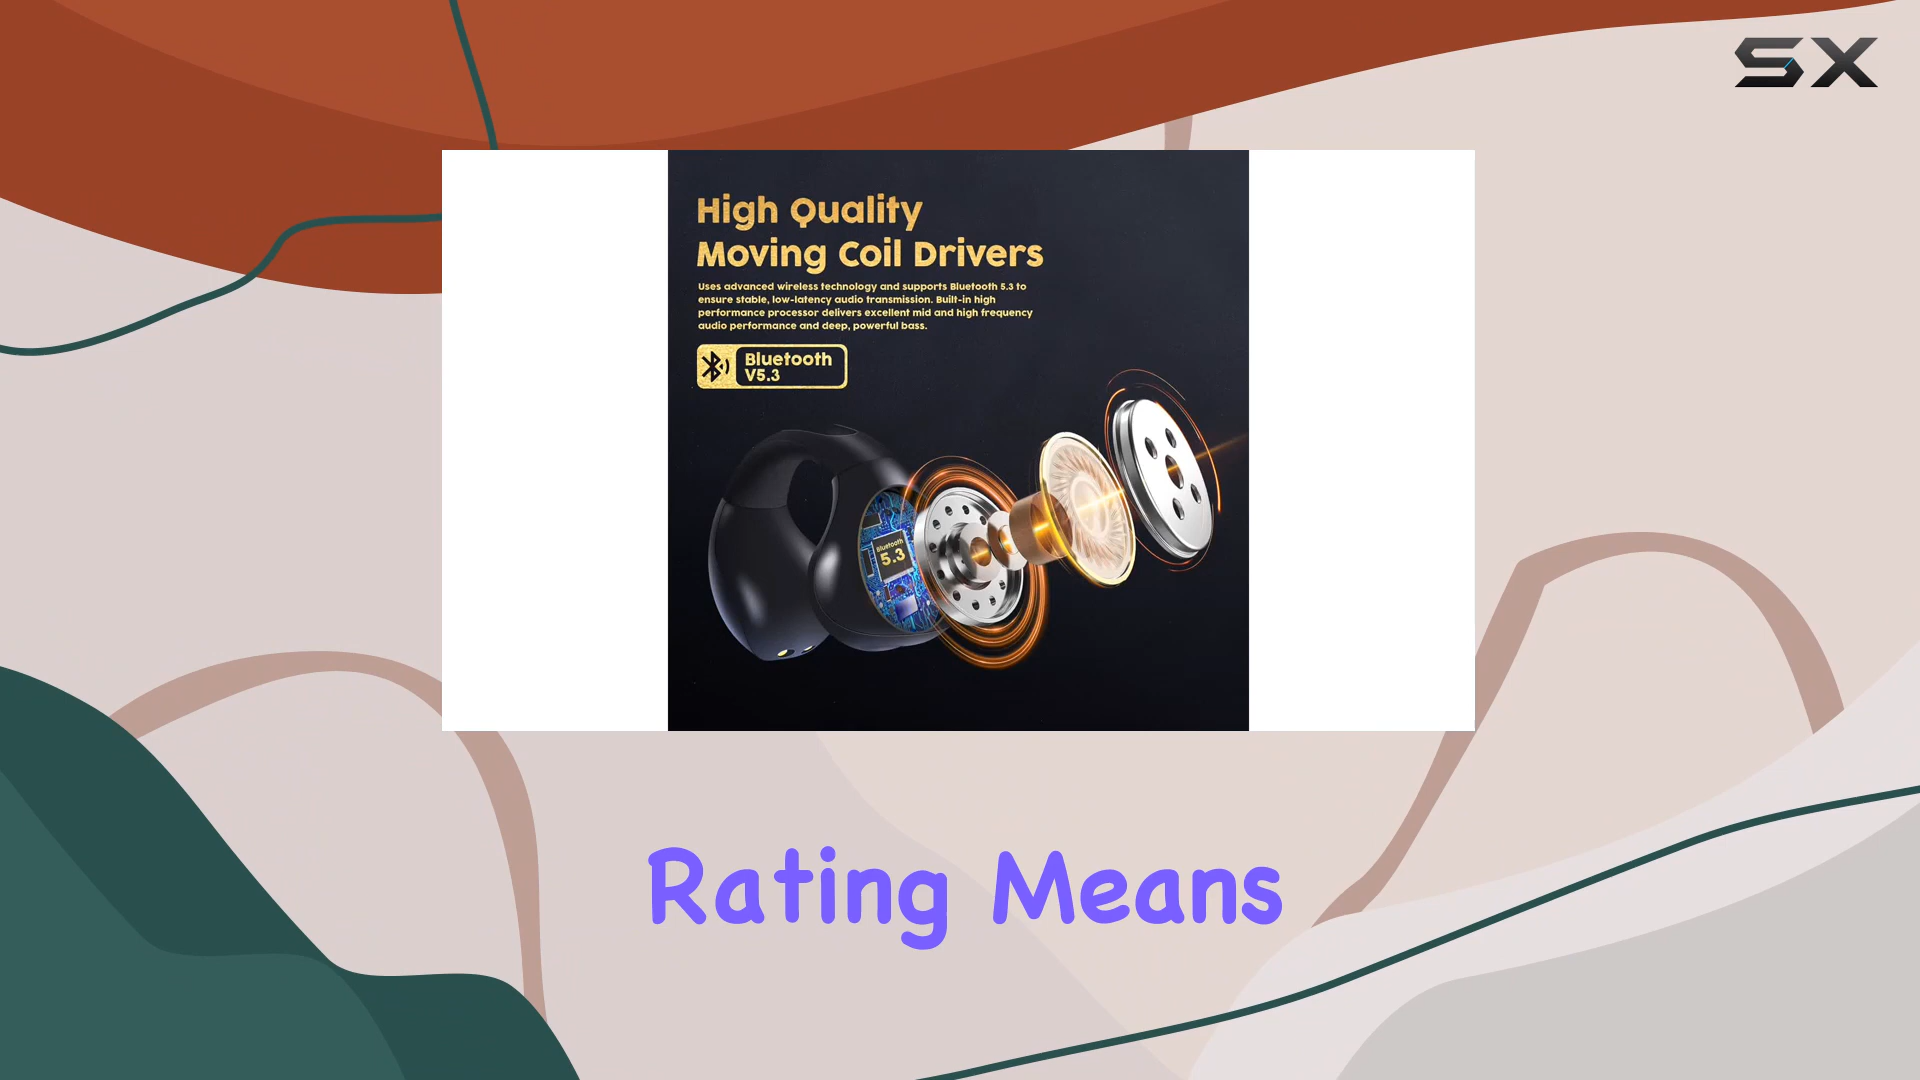 SX
High Quality
Moving Coil Drivers
Uses advanced wireless technology and supports Bluetooth 5.3 to
ensure stable, low-latency audio transmission. Built-in high
performance processor delivers excellent mid and high frequency
audio performance and deep, powerful bass.
Bluetooth
V5.3
Bluetooth
5.3
Rating Means